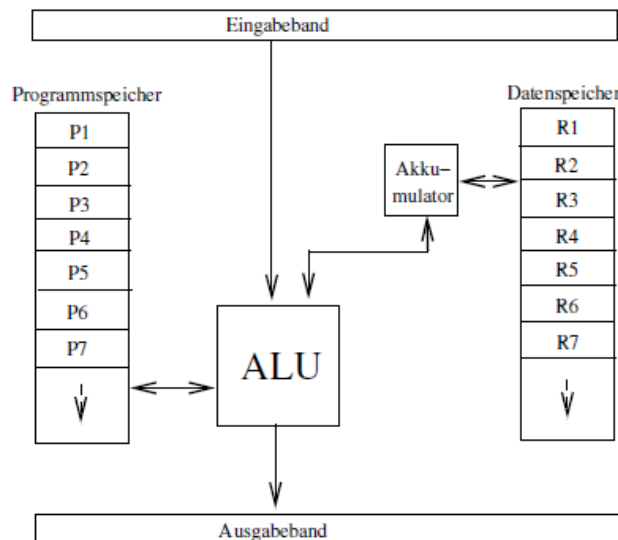 Eingabeband
Programmspeicher
P1
P2
P3
P4
P5
P6
P7
ALU
Akku–
mulator
Datenspeicher
R1
R2
R3
R4
R5
R6
R7
Ausgabeband